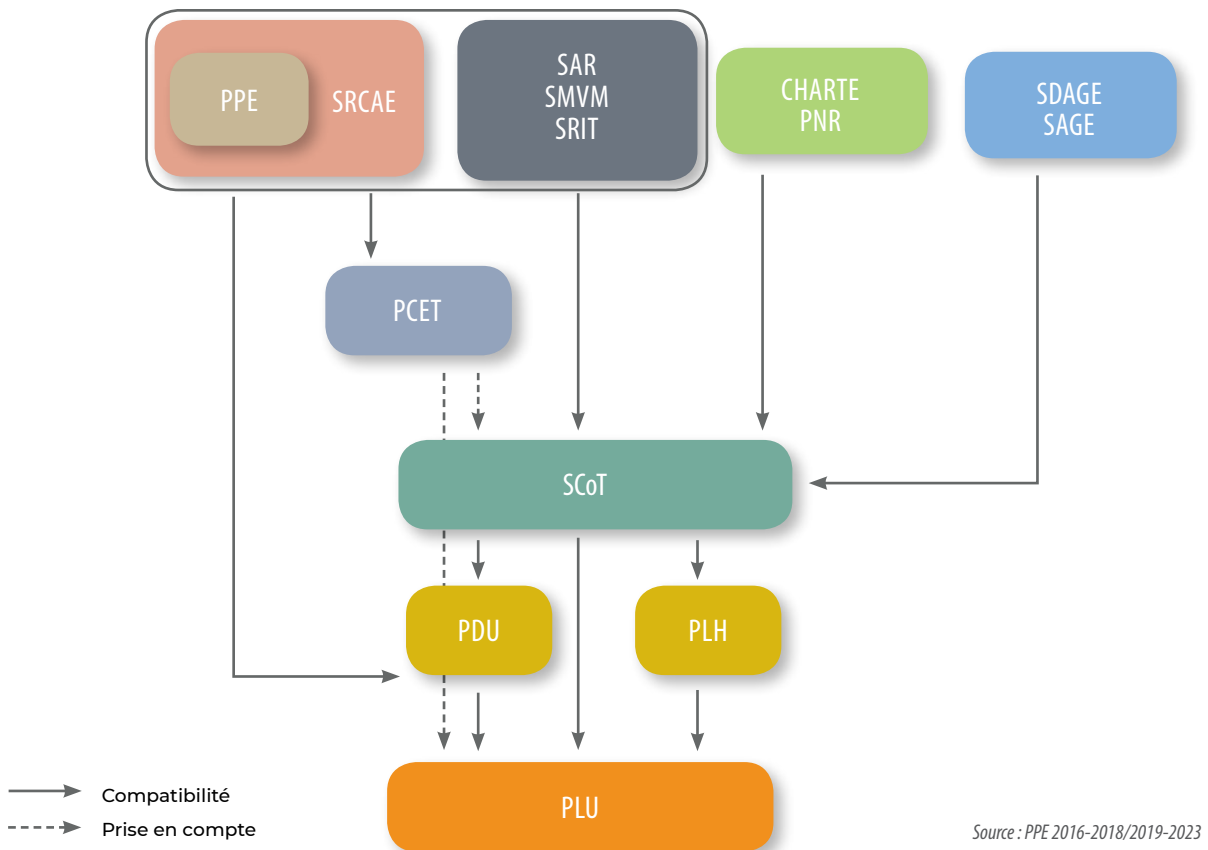 PPE
SRCAE
SAR
SMVM
SRIT
CHARTE
PNR
SDAGE
SAGE
PCET
SCoT
PDU
PLH
PLU
Compatibilité
Prise en compte
Source : PPE 2016-2018/2019-2023